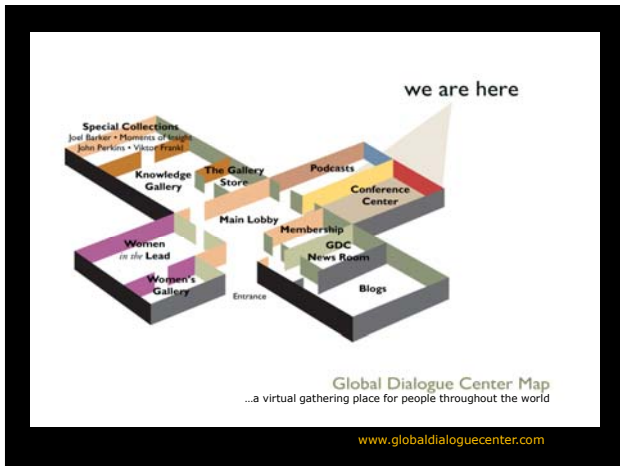 we are here
Special Collections
Joel Barker • Moments of Insight
John Perkins • Viktor Frankl
Knowledge
Gallery
The Gallery
Store
Podcasts
Conference
Center
Main Lobby
Membership
GDC
News Room
Women
in the Lead
Women's
Gallery
Entrance
Blogs
Global Dialogue Center Map
...a virtual gathering place for people throughout the world
www.globaldialoguecenter.com